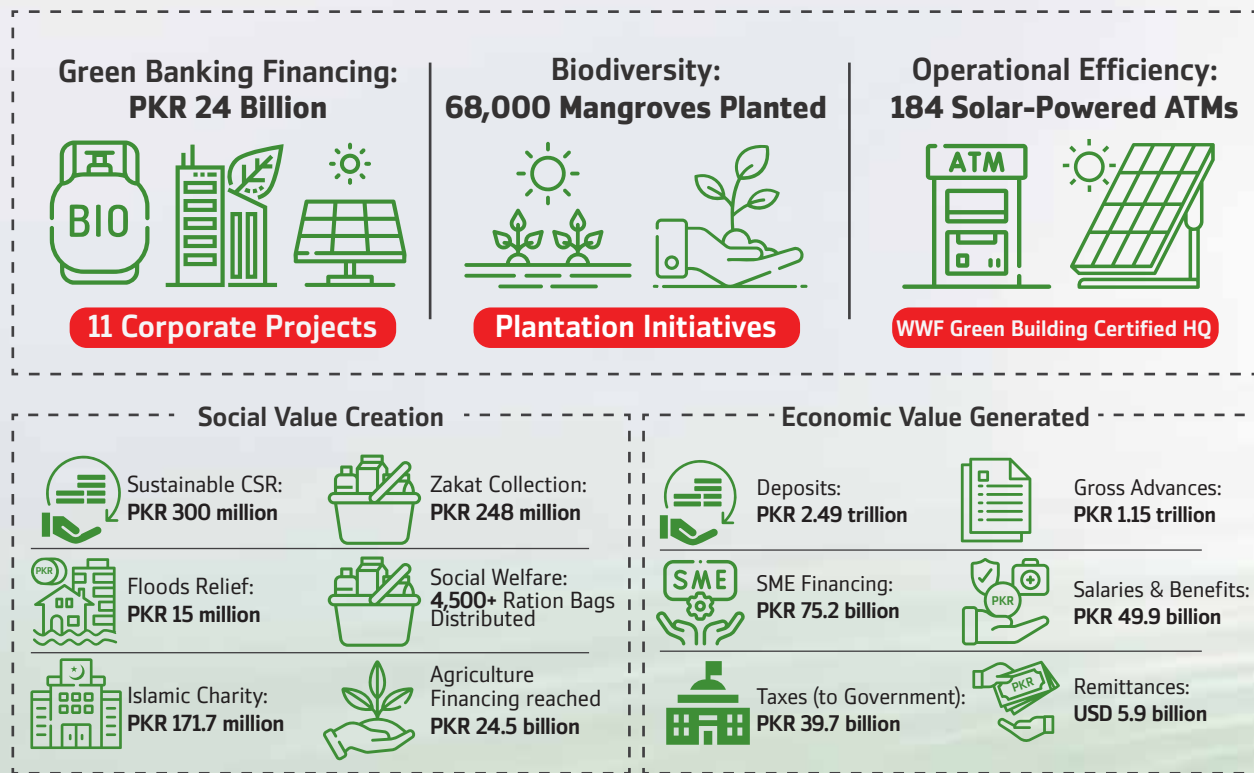 Green Banking Financing:
PKR 24 Billion
BIO
11 Corporate Projects
Biodiversity:
68,000 Mangroves Planted
Plantation Initiatives
Operational Efficiency:
184 Solar-Powered ATMs
ATM
WWF Green Building Certified HQ
Social Value Creation
Sustainable CSR:
PKR 300 million
Zakat Collection:
PKR 248 million
PKR
Floods Relief:
PKR 15 million
Social Welfare:
4,500+ Ration Bags
Distributed
Islamic Charity:
PKR 171.7 million
Agriculture
Financing reached
PKR 24.5 billion
Economic Value Generated
Deposits:
PKR 2.49 trillion
Gross Advances:
PKR 1.15 trillion
SME
SME Financing:
PKR 75.2 billion
PKR
Salaries & Benefits:
PKR 49.9 billion
Taxes (to Government):
PKR 39.7 billion
PKR
Remittances:
USD 5.9 billion